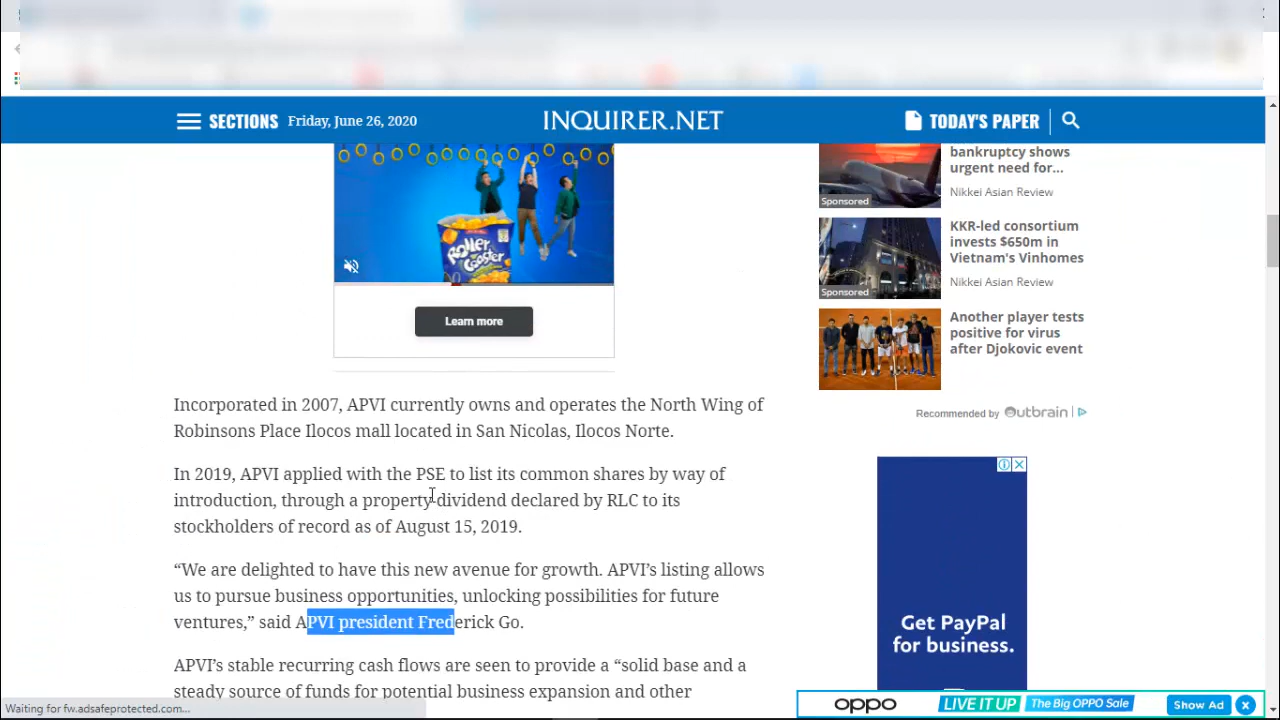 SECTIONS Friday, June 26, 2020 INQUIRER.NET TODAY'S PAPER
Roller Coaster
Learn more
Incorporated in 2007, APVI currently owns and operates the North Wing of
Robinsons Place Ilocos mall located in San Nicolas, Ilocos Norte.
In 2019, APVI applied with the PSE to list its common shares by way of
introduction, through a property dividend declared by RLC to its
stockholders of record as of August 15, 2019.
“We are delighted to have this new avenue for growth. APVI’s listing allows
us to pursue business opportunities, unlocking possibilities for future
ventures,” said APVI president Frederick Go.
APVI’s stable recurring cash flows are seen to provide a “solid base and a
steady source of funds for potential business expansion and other
bankruptcy shows
urgent need for...
Nikkei Asian Review
Sponsored
KKR-led consortium
invests $650m in
Vietnam's Vinhomes
Nikkei Asian Review
Sponsored
Another player tests
positive for virus
after Djokovic event
Recommended by Outbrain
Get PayPal
for business.
oppo LIVE IT UP The Big OPPO Sale Show Ad
Waiting for fw.adsafeprotected.com...